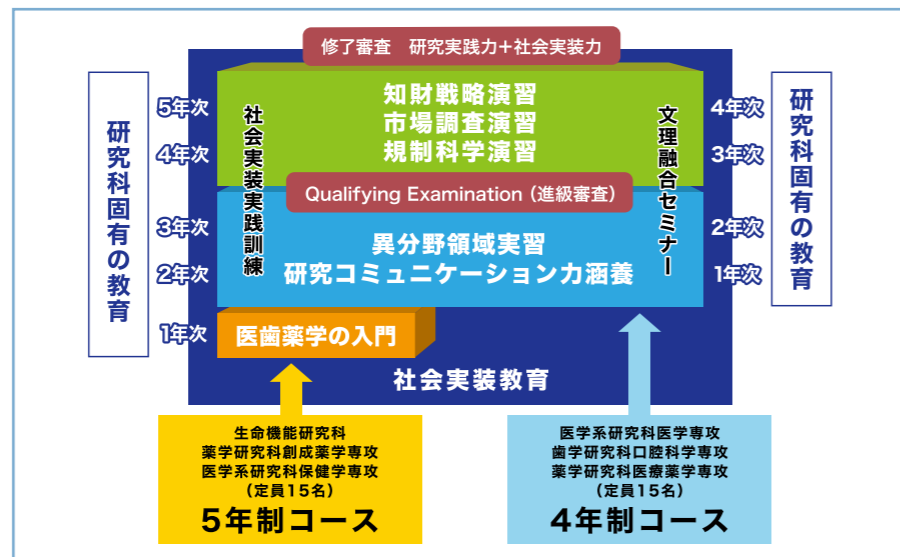 修了審査 研究実践力+社会実装力
研究科固有の教育
5年次
4年次
3年次
2年次
1年次
社会実装実践訓練
知財戦略演習
市場調査演習
規制科学演習
Qualifying Examination(進級審査)
異分野領域実習
研究コミュニケーション力涵養
文理融合セミナー
4年次
3年次
2年次
1年次
研究科固有の教育
医歯薬学の入門
社会実装教育
生命機能研究科
薬学研究科創成薬学専攻
医学系研究科保健学専攻
(定員15名)
5年制コース
医学系研究科医学専攻
歯学研究科口腔科学専攻
薬学研究科医療薬学専攻
(定員15名)
4年制コース